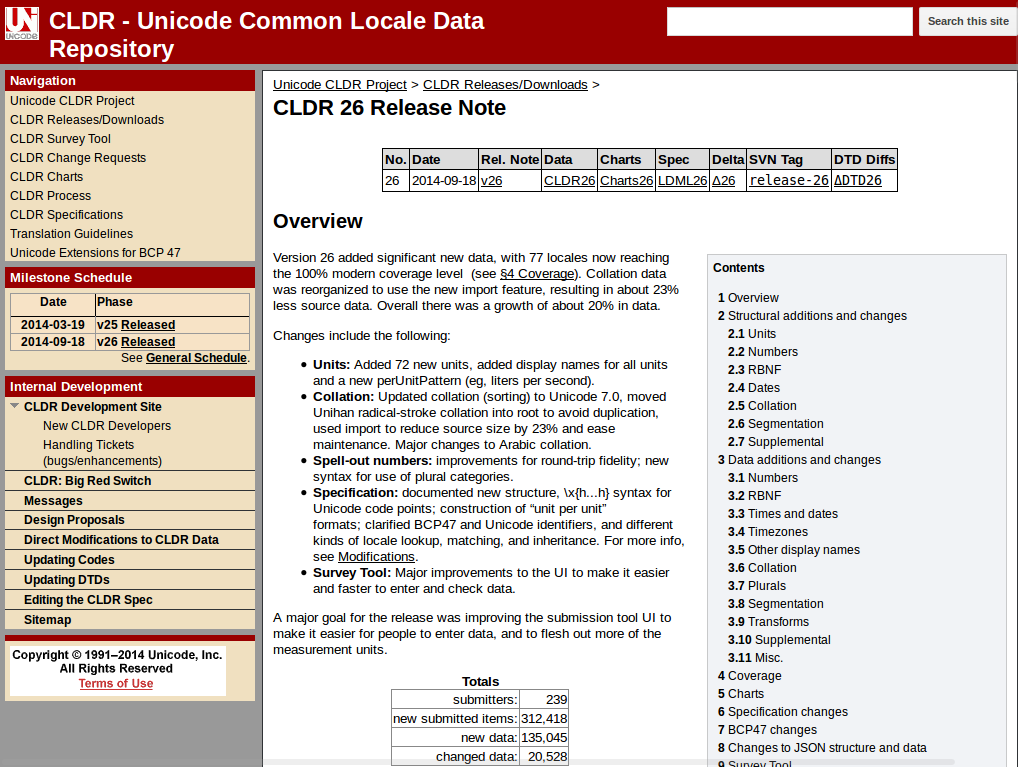 UNICODE
CLDR - Unicode Common Locale Data
Repository
Search this site
Navigation
Unicode CLDR Project
CLDR Releases/Downloads
CLDR Survey Tool
CLDR Change Requests
CLDR Charts
CLDR Process
CLDR Specifications
Translation Guidelines
Unicode Extensions for BCP 47
Milestone Schedule
Date Phase
2014-03-19 v25 Released
2014-09-18 v26 Released
See General Schedule.
Internal Development
CLDR Development Site
New CLDR Developers
Handling Tickets
(bugs/enhancements)
CLDR: Big Red Switch
Messages
Design Proposals
Direct Modifications to CLDR Data
Updating Codes
Updating DTDs
Editing the CLDR Spec
Sitemap
Copyright © 1991–2014 Unicode, Inc.
All Rights Reserved
Terms of Use
Unicode CLDR Project > CLDR Releases/Downloads >
CLDR 26 Release Note
No. Date Rel. Note Data Charts Spec Delta SVN Tag DTD Diffs
26 2014-09-18 v26 CLDR26 Charts26 LDML26 Δ26 release-26 ΔDTD26
Overview
Version 26 added significant new data, with 77 locales now reaching
the 100% modern coverage level (see §4 Coverage). Collation data
was reorganized to use the new import feature, resulting in about 23%
less source data. Overall there was a growth of about 20% in data.
Changes include the following:
• Units: Added 72 new units, added display names for all units
and a new perUnitPattern (eg, liters per second).
• Collation: Updated collation (sorting) to Unicode 7.0, moved
Unihan radical-stroke collation into root to avoid duplication,
used import to reduce source size by 23% and ease
maintenance. Major changes to Arabic collation.
• Spell-out numbers: improvements for round-trip fidelity; new
syntax for use of plural categories.
• Specification: documented new structure, \x{h...h} syntax for
Unicode code points; construction of “unit per unit”
formats; clarified BCP47 and Unicode identifiers, and different
kinds of locale lookup, matching, and inheritance. For more info,
see Modifications.
• Survey Tool: Major improvements to the UI to make it easier
and faster to enter and check data.
A major goal for the release was improving the submission tool UI to
make it easier for people to enter data, and to flesh out more of the
measurement units.
Totals
submitters: 239
new submitted items: 312,418
new data: 135,045
changed data: 20,528
Contents
1 Overview
2 Structural additions and changes
2.1 Units
2.2 Numbers
2.3 RBNF
2.4 Dates
2.5 Collation
2.6 Segmentation
2.7 Supplemental
3 Data additions and changes
3.1 Numbers
3.2 RBNF
3.3 Times and dates
3.4 Timezones
3.5 Other display names
3.6 Collation
3.7 Plurals
3.8 Segmentation
3.9 Transforms
3.10 Supplemental
3.11 Misc.
4 Coverage
5 Charts
6 Specification changes
7 BCP47 changes
8 Changes to JSON structure and data
9 Survey Tool